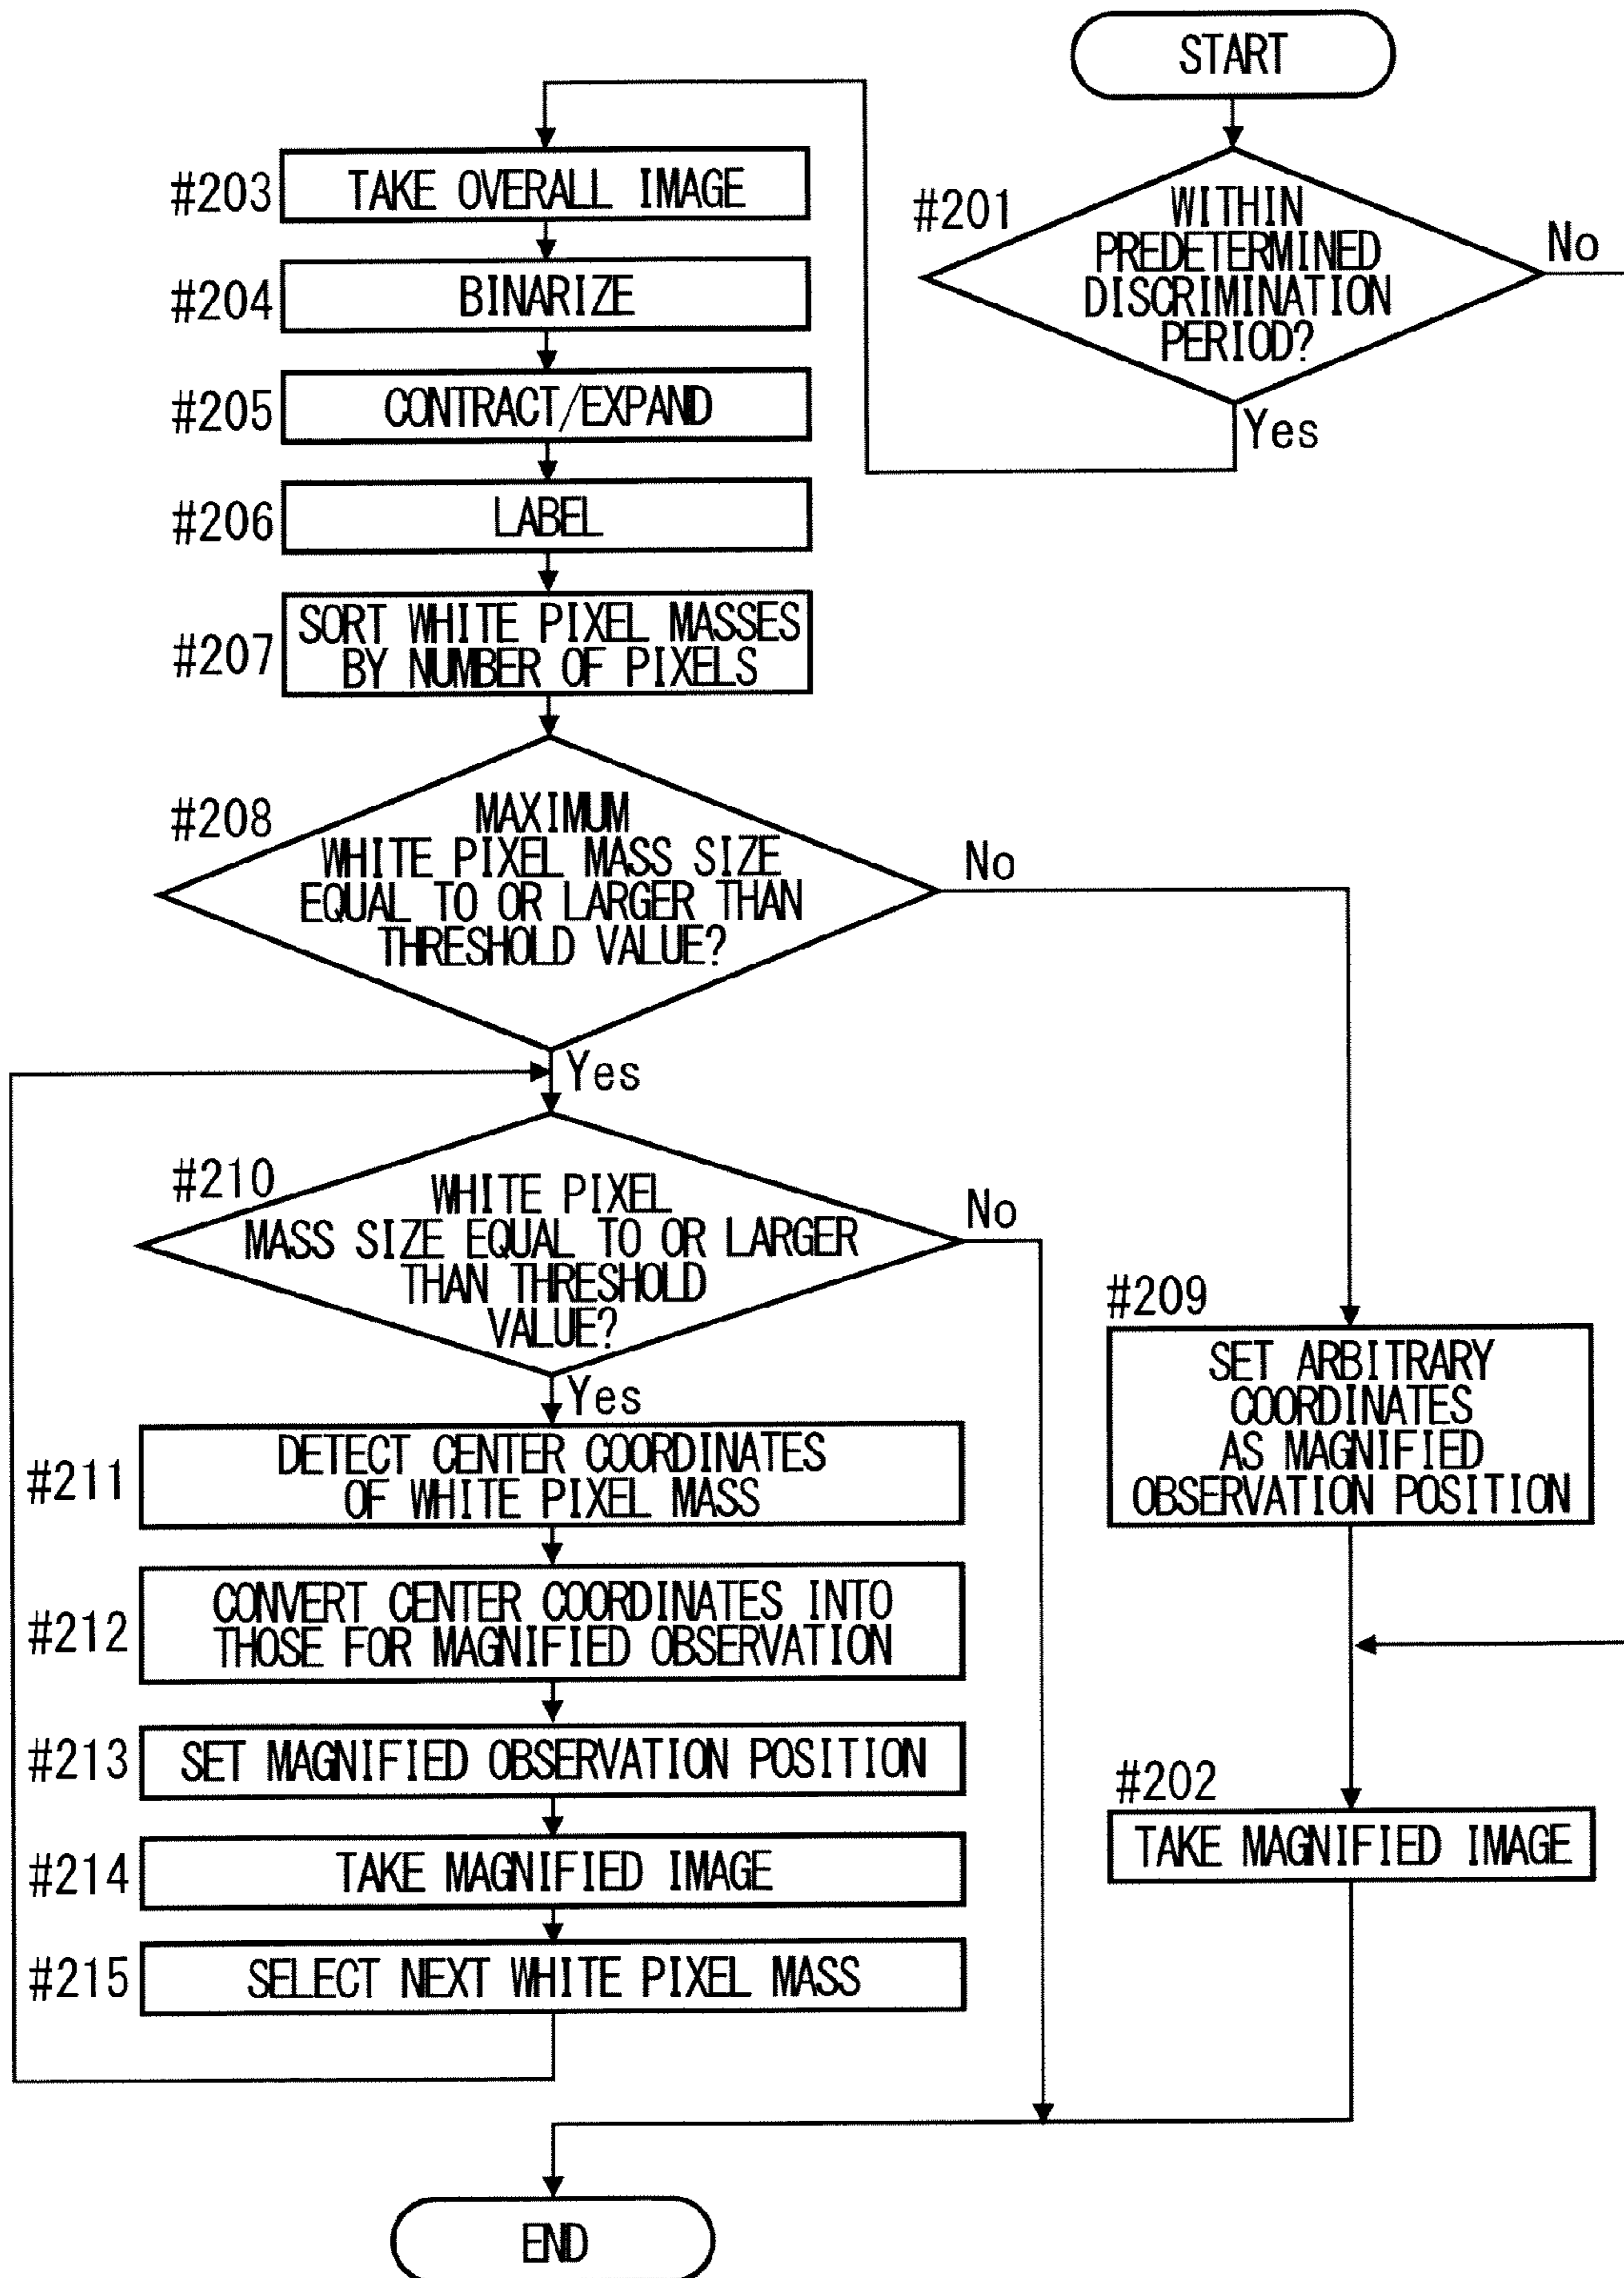 START
#201
WITHIN
PREDETERMINED
DISCRIMINATION
PERIOD?
No
Yes
#203
TAKE OVERALL IMAGE
#204
BINARIZE
#205
CONTRACT/EXPAND
#206
LABEL
#207
SORT WHITE PIXEL MASSES
BY NUMBER OF PIXELS
#208
MAXIMUM
WHITE PIXEL MASS SIZE
EQUAL TO OR LARGER THAN
THRESHOLD VALUE?
No
Yes
#210
WHITE PIXEL
MASS SIZE EQUAL TO OR LARGER
THAN THRESHOLD
VALUE?
No
Yes
#209
SET ARBITRARY
COORDINATES
AS MAGNIFIED
OBSERVATION POSITION
#211
DETECT CENTER COORDINATES
OF WHITE PIXEL MASS
#212
CONVERT CENTER COORDINATES INTO
THOSE FOR MAGNIFIED OBSERVATION
#213
SET MAGNIFIED OBSERVATION POSITION
#202
TAKE MAGNIFIED IMAGE
#214
TAKE MAGNIFIED IMAGE
#215
SELECT NEXT WHITE PIXEL MASS
END